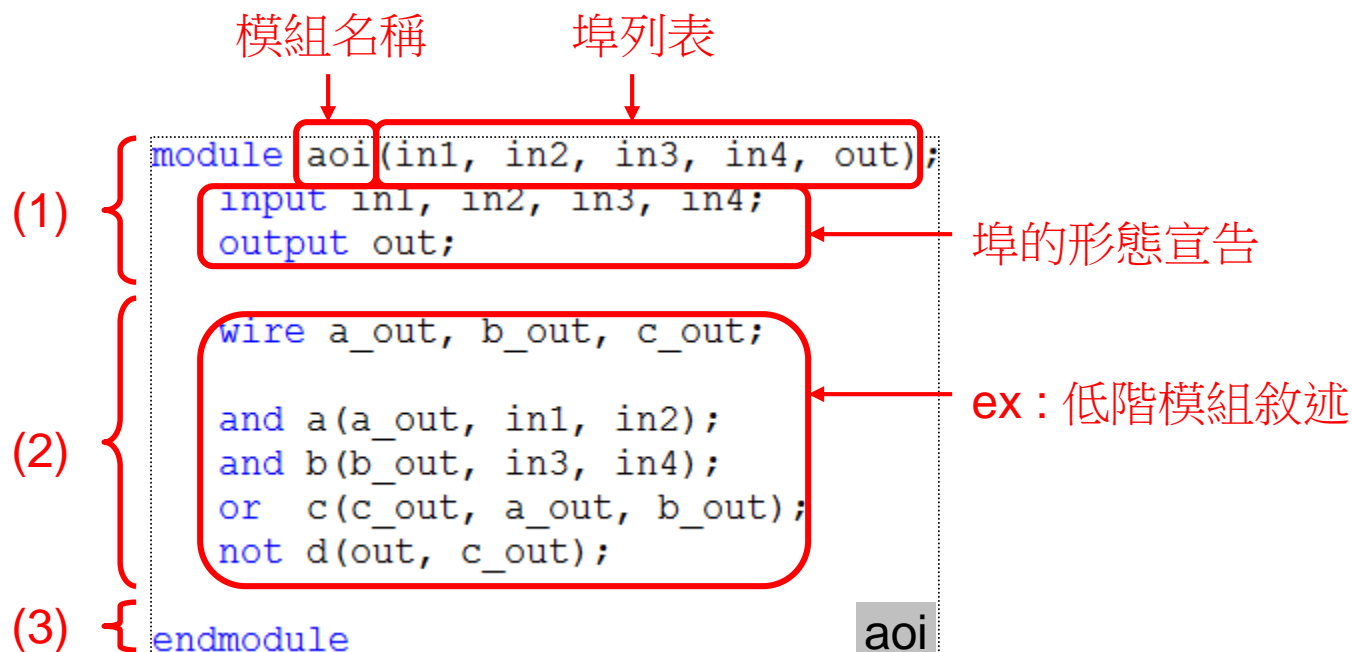 模組名稱 埠列表
(1)
module aoi(in1, in2, in3, in4, out);
input in1, in2, in3, in4;
output out;
埠的形態宣告
(2)
wire a_out, b_out, c_out;
and a(a_out, in1, in2);
and b(b_out, in3, in4);
or c(c_out, a_out, b_out);
not d(out, c_out);
ex : 低階模組敘述
(3)
endmodule
aoi